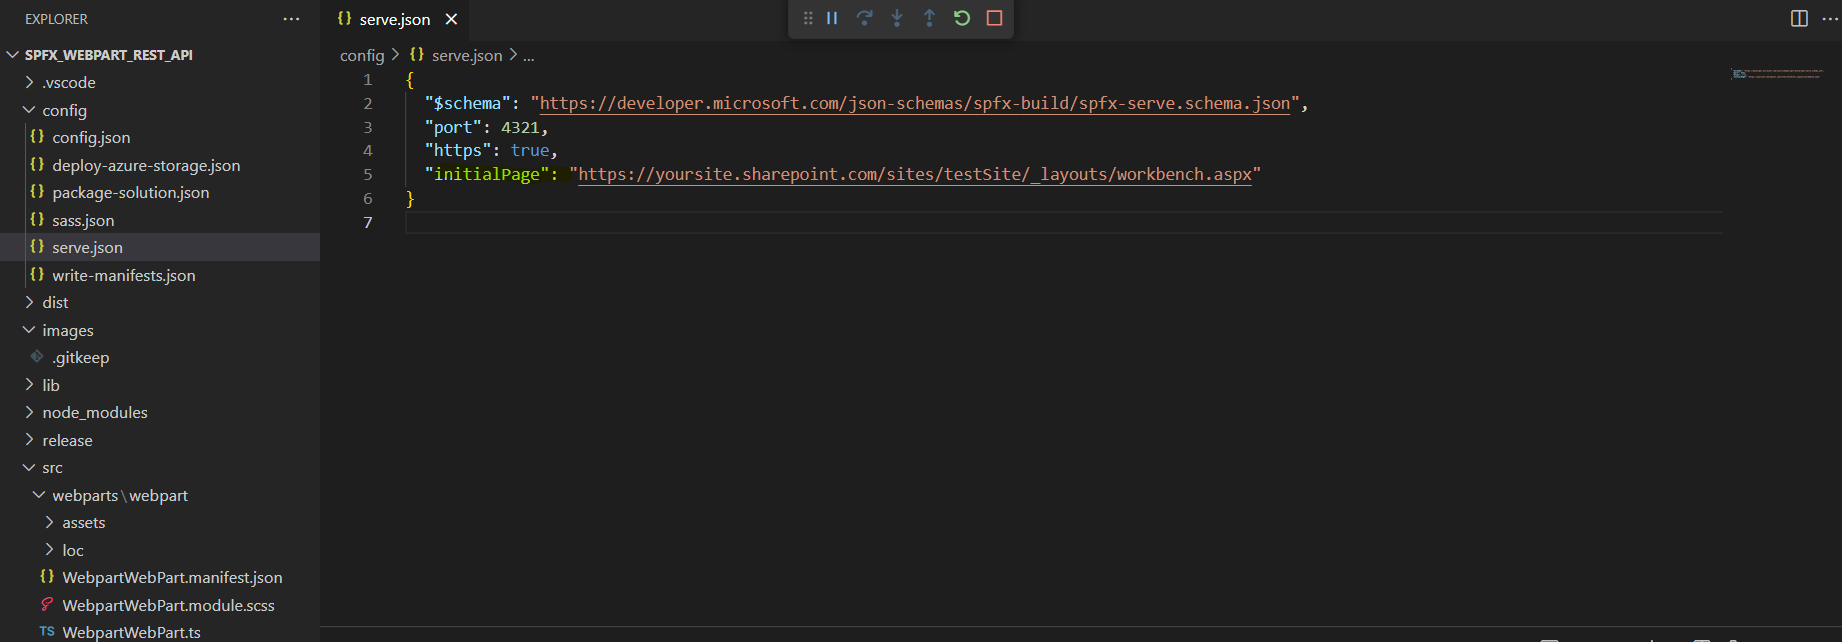 EXPLORER
SPFX_WEBPART_REST_API
.vscode
config
{} config.json
{} deploy-azure-storage.json
{} package-solution.json
{} sass.json
{} serve.json
{} write-manifests.json
dist
images
.gitkeep
lib
node_modules
release
src
webparts\webpart
assets
loc
{} WebpartWebPart.manifest.json
WebpartWebPart.module.scss
TS WebpartWebPart.ts
{} serve.json
config > {} serve.json > ...
1 {
2 "$schema": "https://developer.microsoft.com/json-schemas/spfx-build/spfx-serve.schema.json",
3 "port": 4321,
4 "https": true,
5 "initialPage": "https://yoursite.sharepoint.com/sites/testSite/_layouts/workbench.aspx"
6 }
7